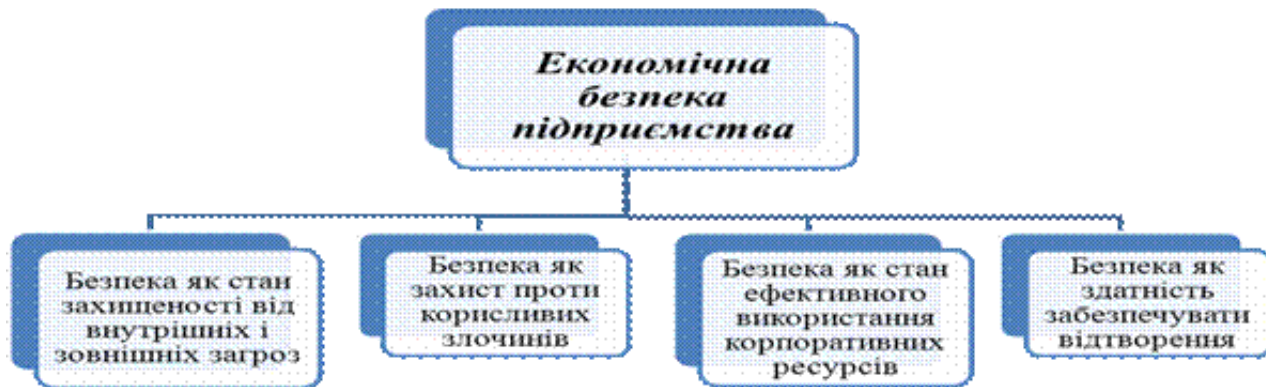 Економічна
безпека
підприємства
Безпека як стан
захищеності від
внутрішніх і
зовнішніх загроз
Безпека як
захист проти
корисливих
злочинів
Безпека як стан
ефективного
використання
корпоративних
ресурсів
Безпека як
здатність
забезпечувати
відтворення